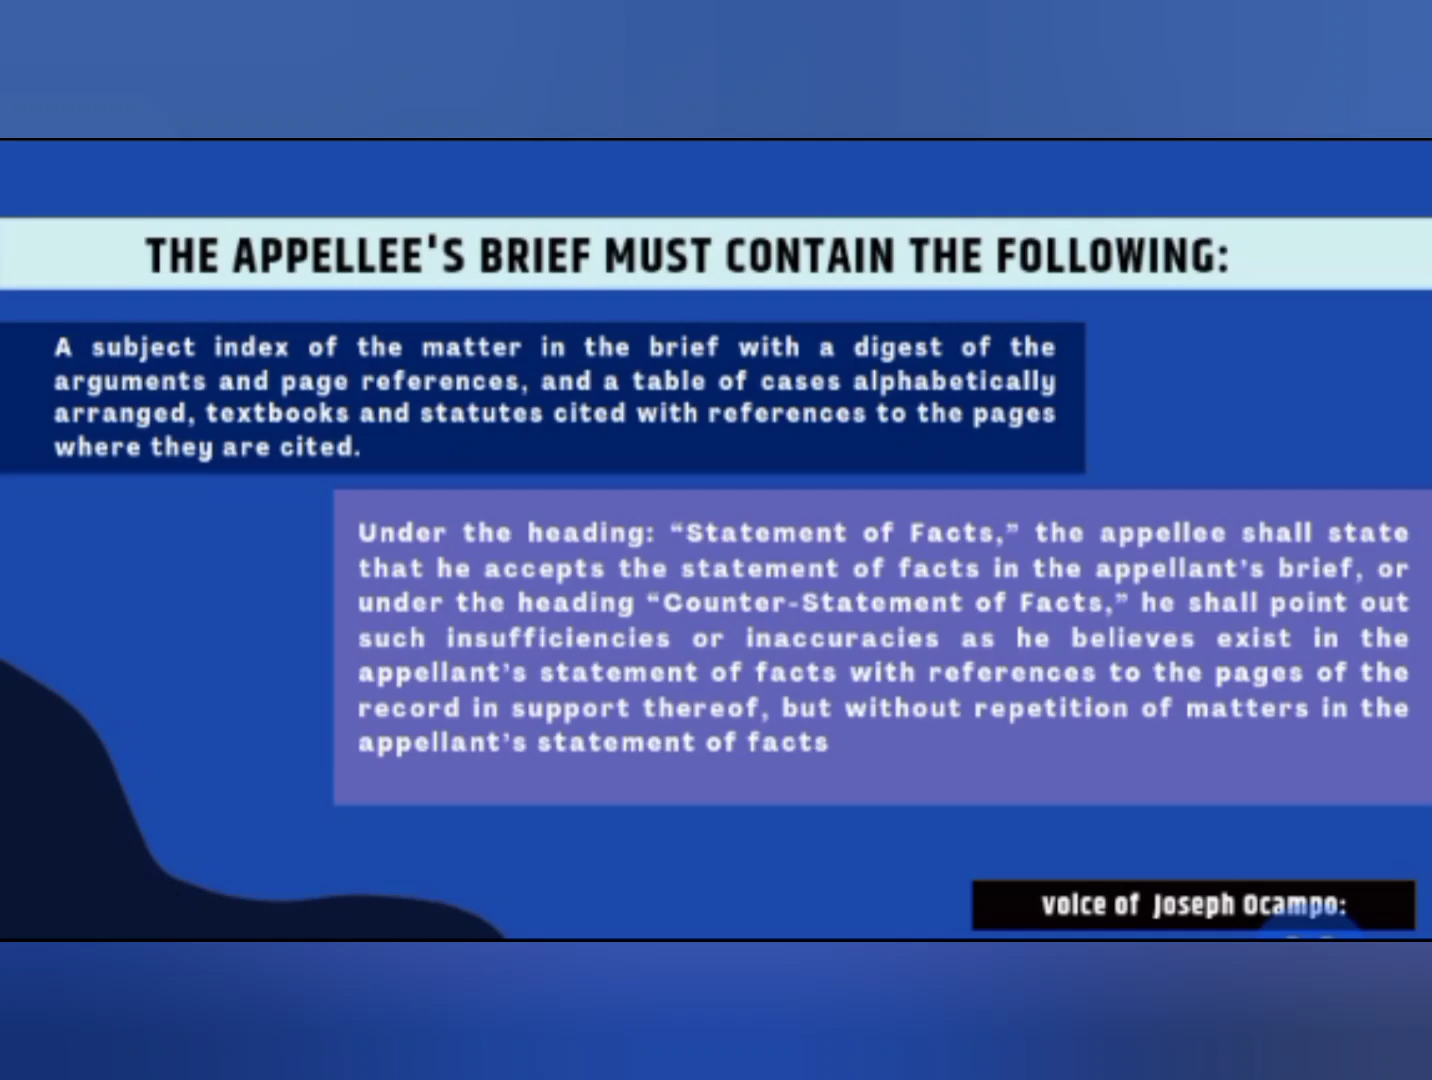 THE APPELLEE'S BRIEF MUST CONTAIN THE FOLLOWING:
A subject index of the matter in the brief with a digest of the
arguments and page references, and a table of cases alphabetically
arranged, textbooks and statutes cited with references to the pages
where they are cited.
Under the heading: “Statement of Facts,” the appellee shall state
that he accepts the statement of facts in the appellant’s brief, or
under the heading “Counter-Statement of Facts,” he shall point out
such insufficiencies or inaccuracies as he believes exist in the
appellant’s statement of facts with references to the pages of the
record in support thereof, but without repetition of matters in the
appellant’s statement of facts
voice of Joseph Ocampo: